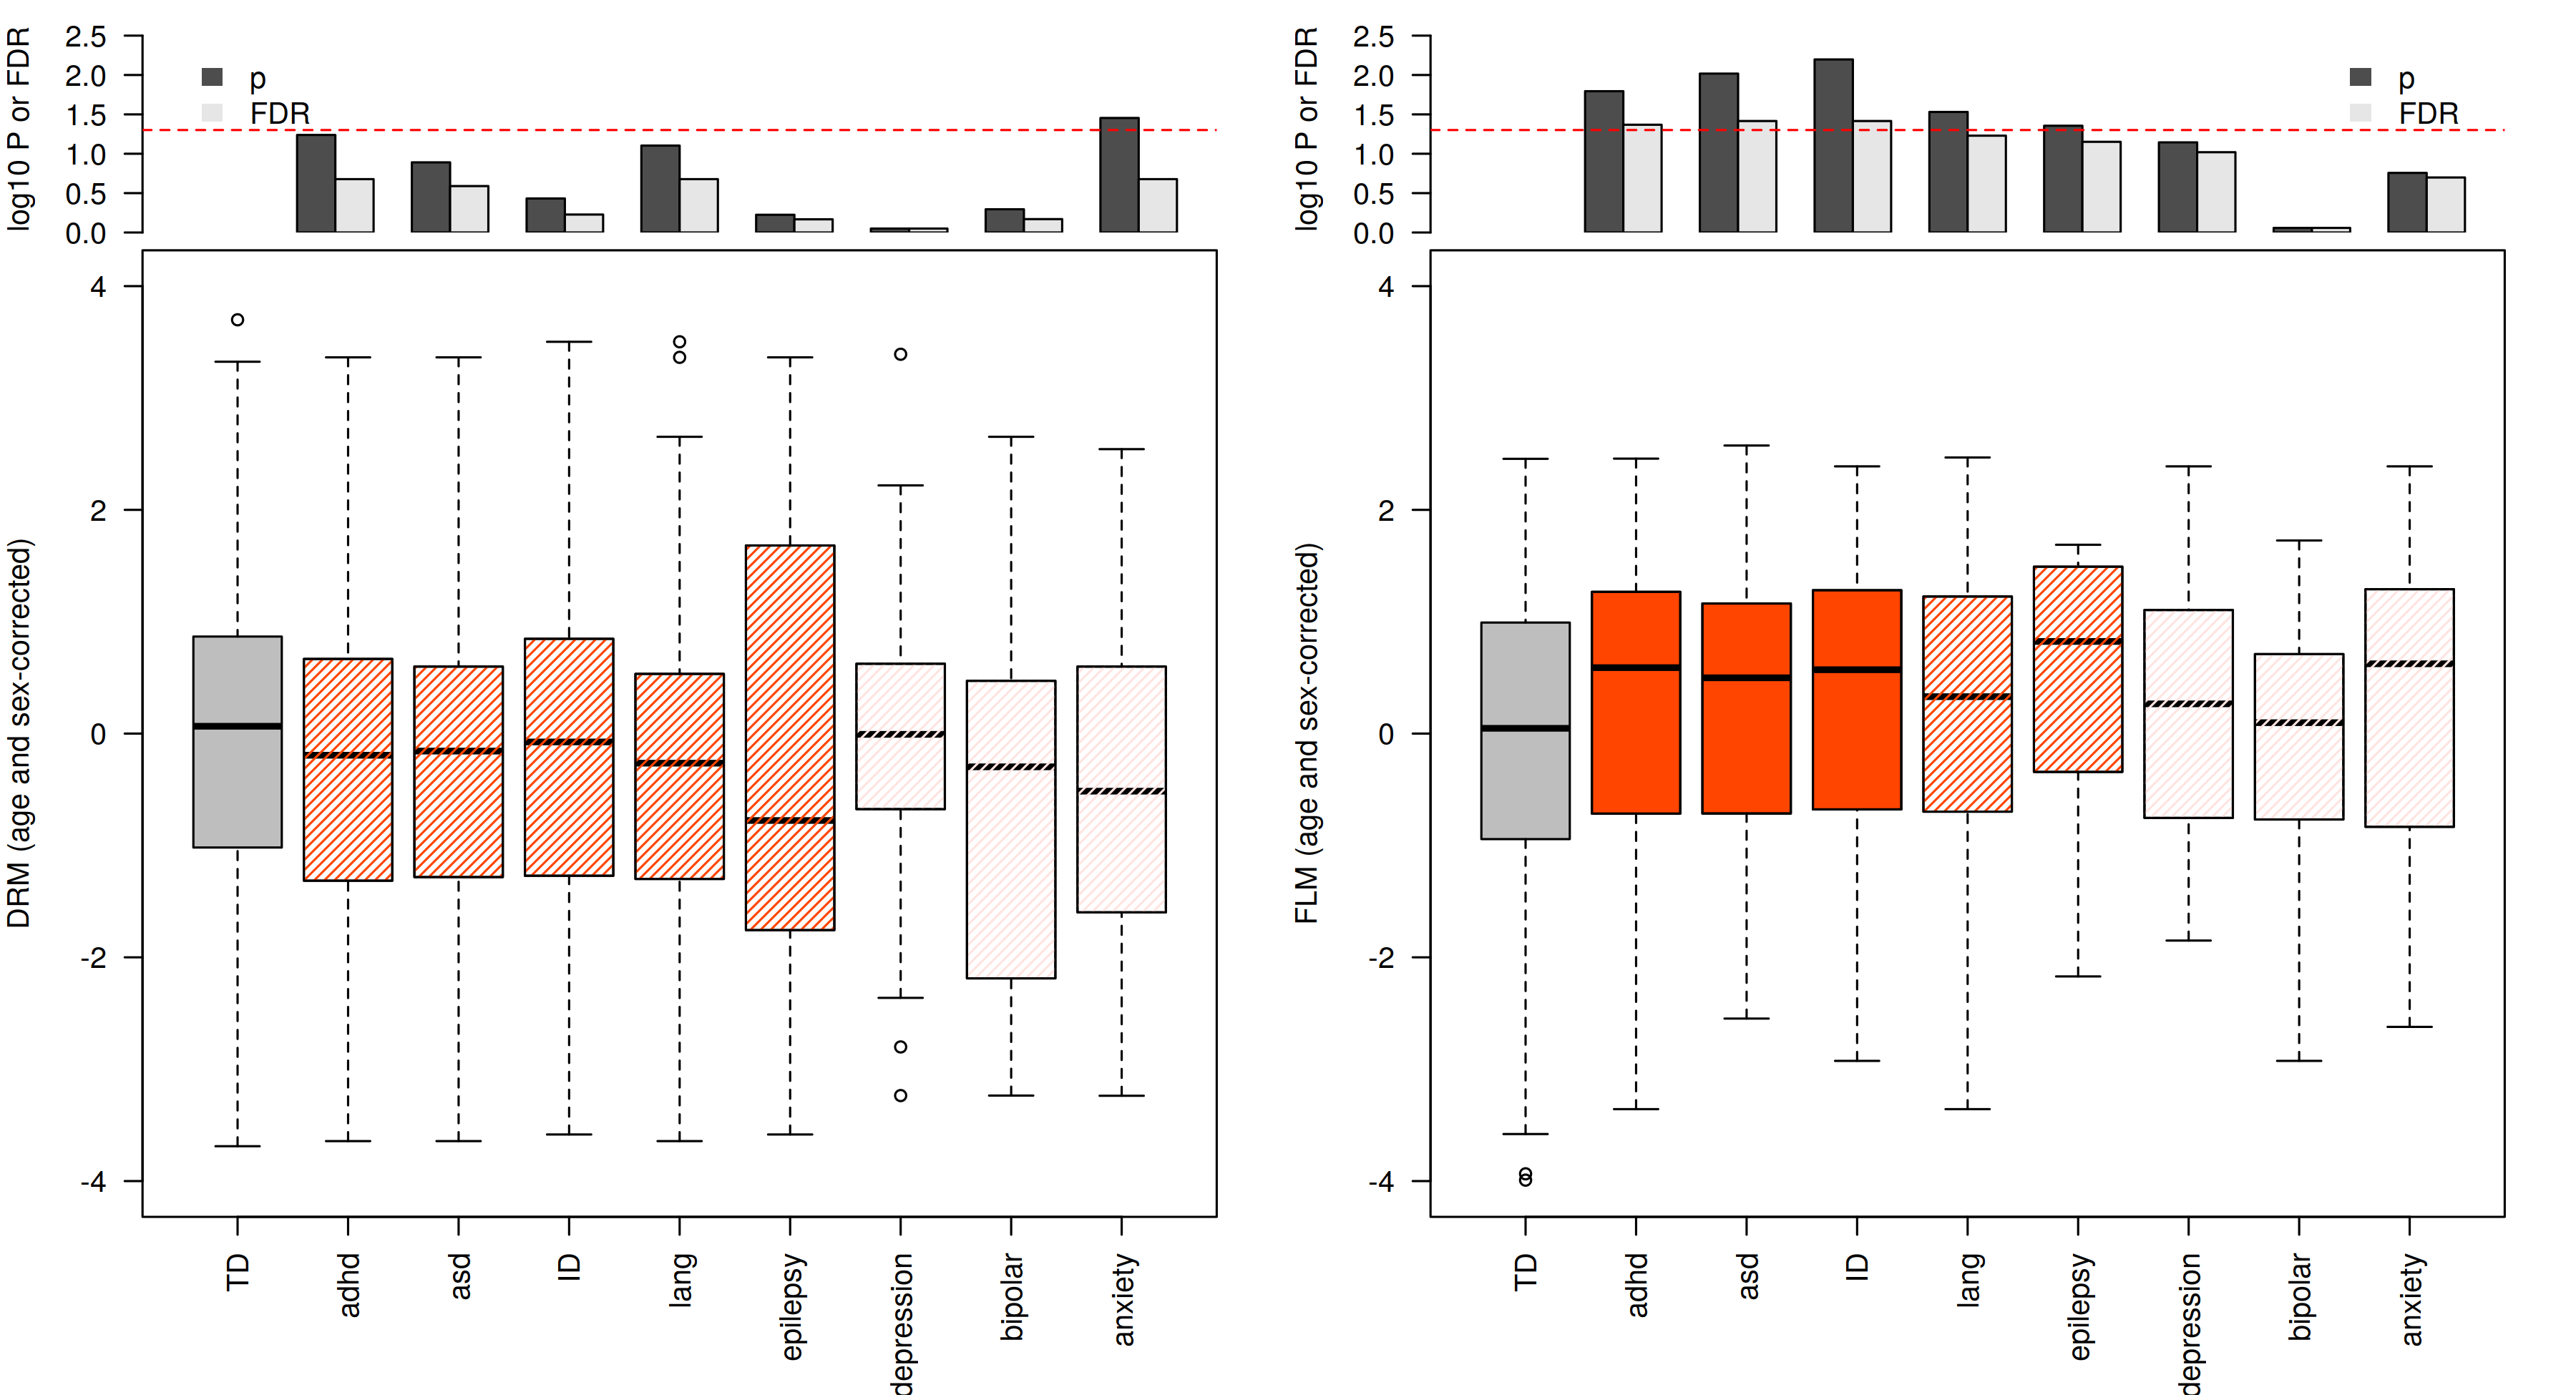 log10 P or FDR
2.5
2.0
1.5
1.0
0.5
0.0
p
FDR
DRM (age and sex-corrected)
4
2
0
-2
-4
TD
adhd
asd
ID
lang
epilepsy
depression
bipolar
anxiety
log10 P or FDR
2.5
2.0
1.5
1.0
0.5
0.0
p
FDR
FLM (age and sex-corrected)
4
2
0
-2
-4
TD
adhd
asd
ID
lang
epilepsy
depression
bipolar
anxiety